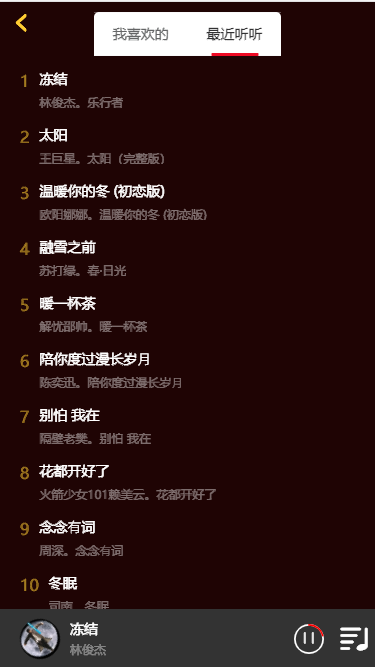 我喜欢的 最近听听
1 冻结
林俊杰。乐行者
2 太阳
王巨星。太阳（完整版）
3 温暖你的冬 (初恋版)
欧阳娜娜。温暖你的冬 (初恋版)
4 融雪之前
苏打绿。春·日光
5 暖一杯茶
解忧邵帅。暖一杯茶
6 陪你度过漫长岁月
陈奕迅。陪你度过漫长岁月
7 别怕 我在
隔壁老樊。别怕 我在
8 花都开好了
火箭少女101赖美云。花都开好了
9 念念有词
周深。念念有词
10 冬眠
司南。冬眠
冻结
林俊杰